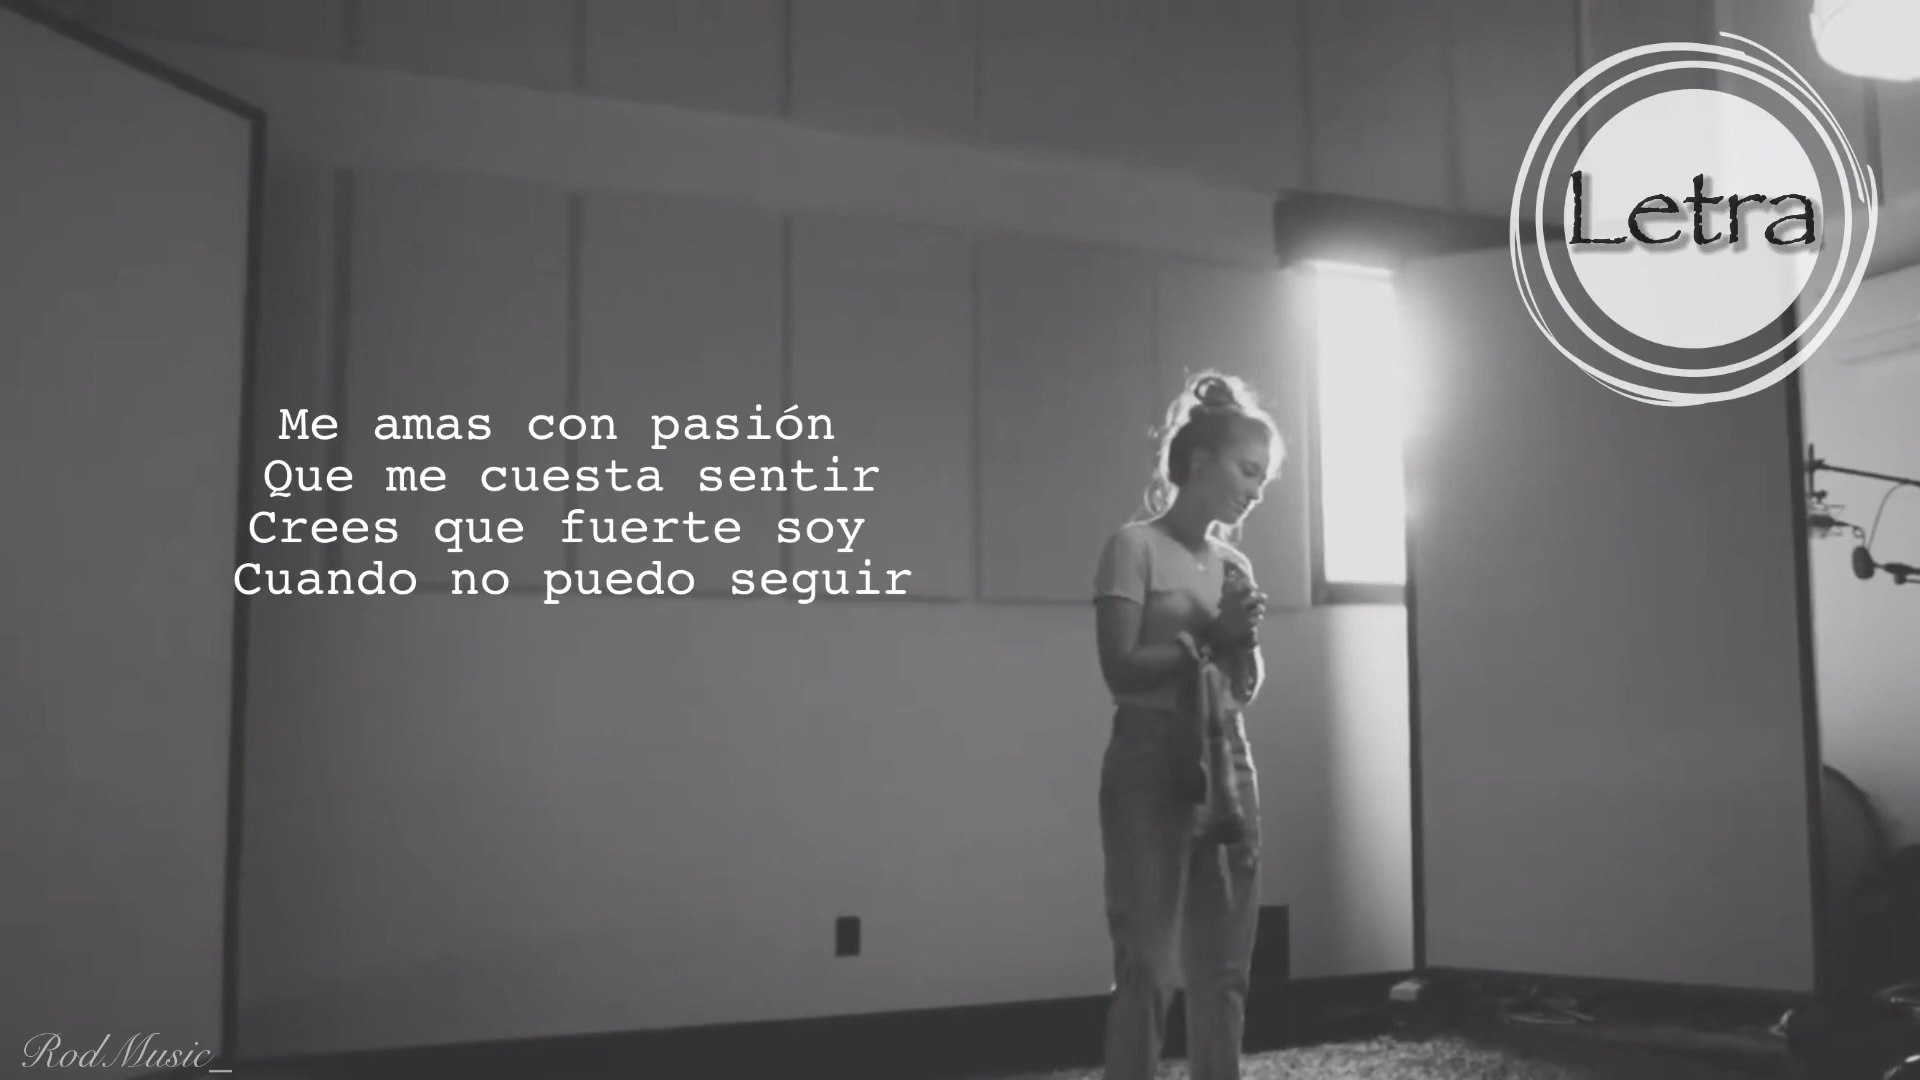 Letra
Me amas con pasión
Que me cuesta sentir
Crees que fuerte soy
Cuando no puedo seguir
RodMusic_